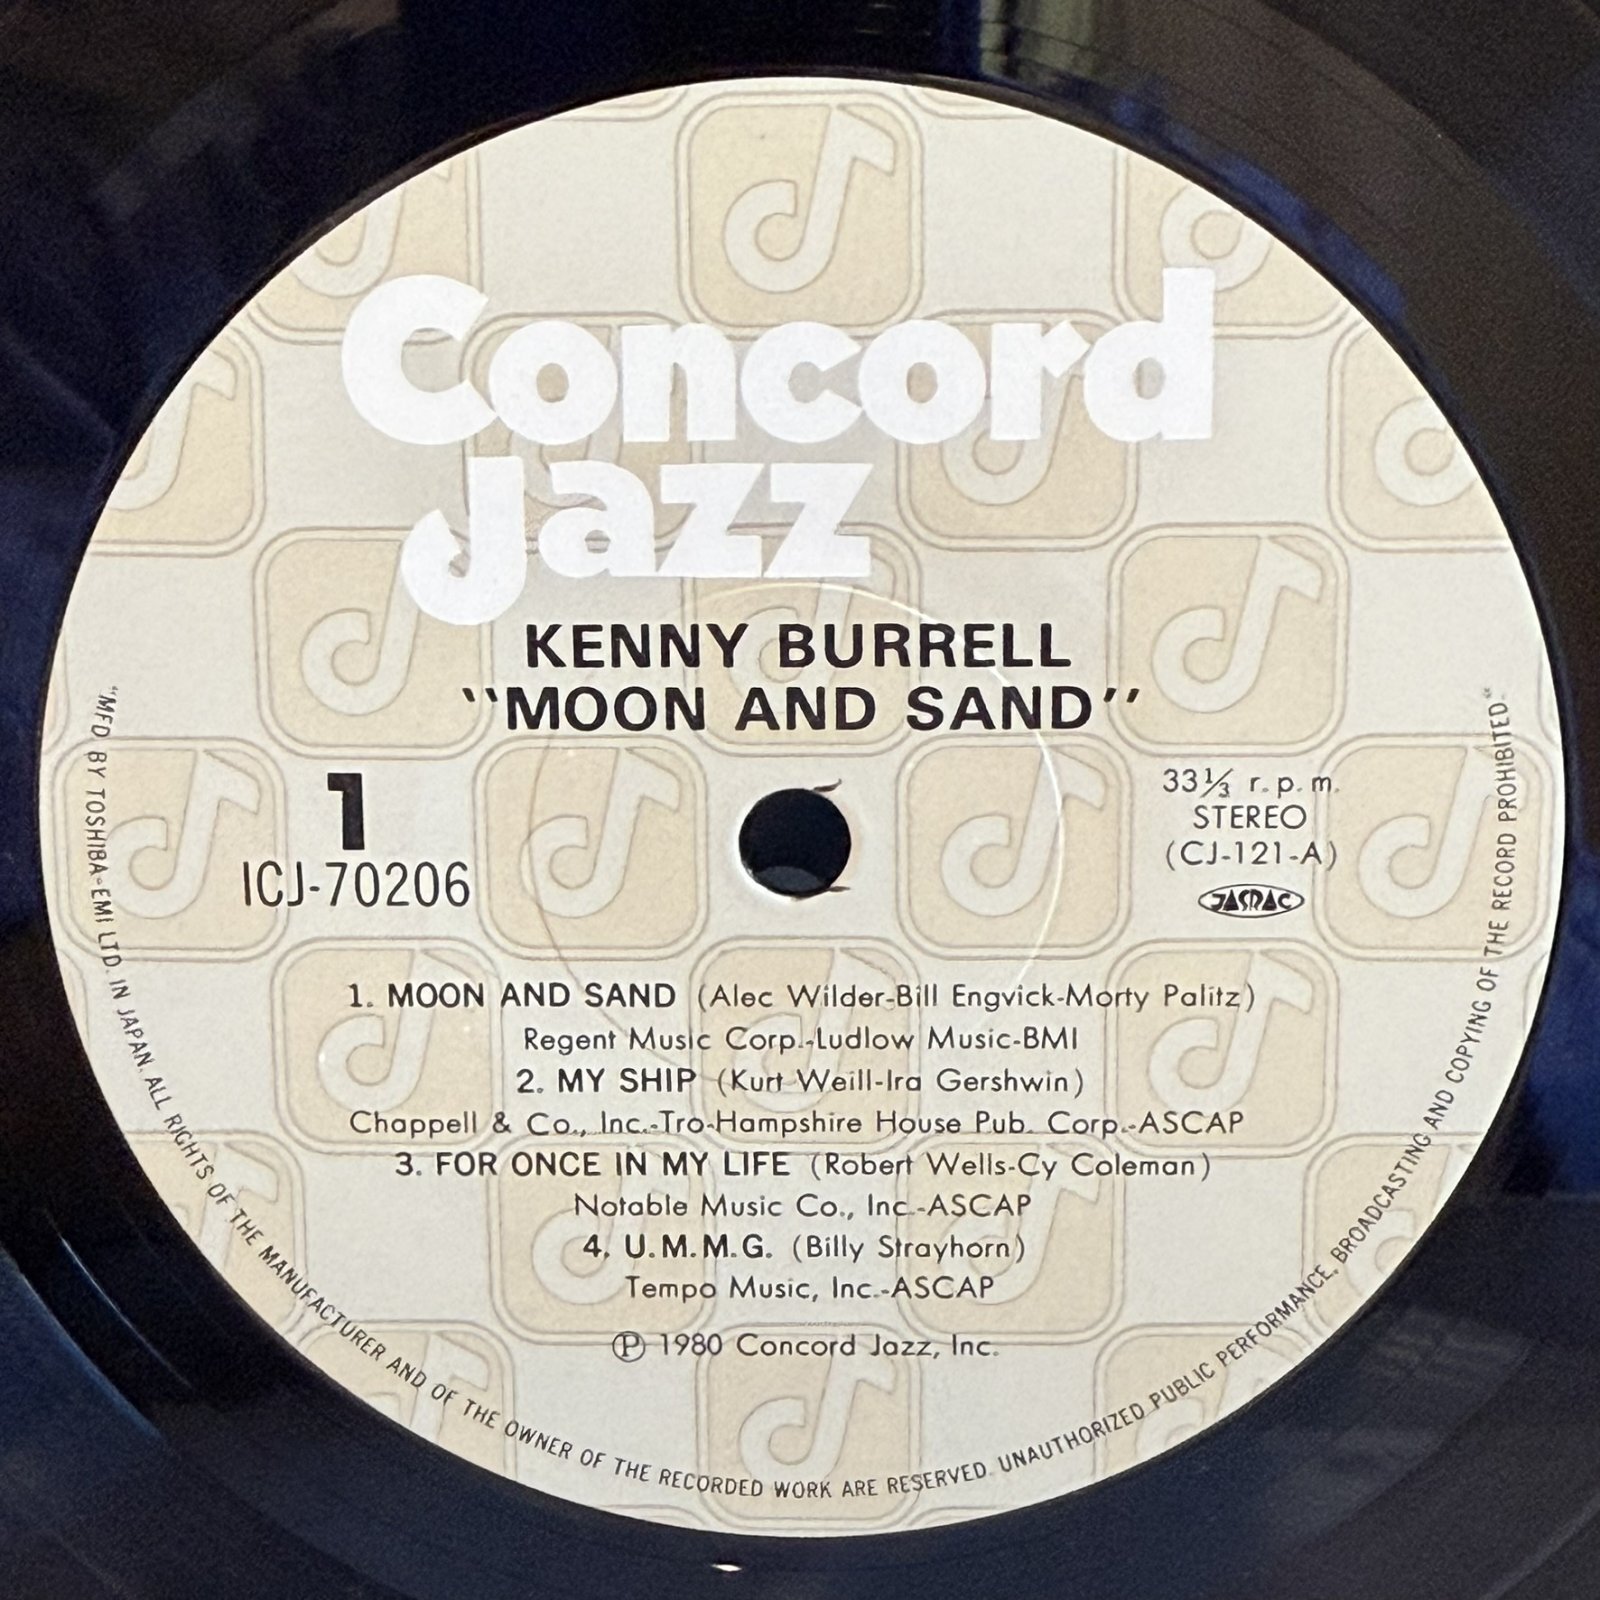 Concord
Jazz
KENNY BURRELL
"MOON AND SAND"
1
ICJ-70206
33⅓ r.p.m.
STEREO
(CJ-121-A)
JASRAC
1. MOON AND SAND (Alec Wilder-Bill Engvick-Morty Palitz)
Regent Music Corp.-Ludlow Music-BMI
2. MY SHIP (Kurt Weill-Ira Gershwin)
Chappell & Co., Inc.-Tro-Hampshire House Pub. Corp.-ASCAP
3. FOR ONCE IN MY LIFE (Robert Wells-Cy Coleman)
Notable Music Co., Inc.-ASCAP
4. U.M.M.G. (Billy Strayhorn)
Tempo Music, Inc.-ASCAP
℗ 1980 Concord Jazz, Inc.
"MFD BY TOSHIBA-EMI LTD. IN JAPAN. ALL RIGHTS OF THE MANUFACTURER AND OF THE OWNER OF THE RECORDED WORK ARE RESERVED. UNAUTHORIZED PUBLIC PERFORMANCE, BROADCASTING AND COPYING OF THE RECORD PROHIBITED."